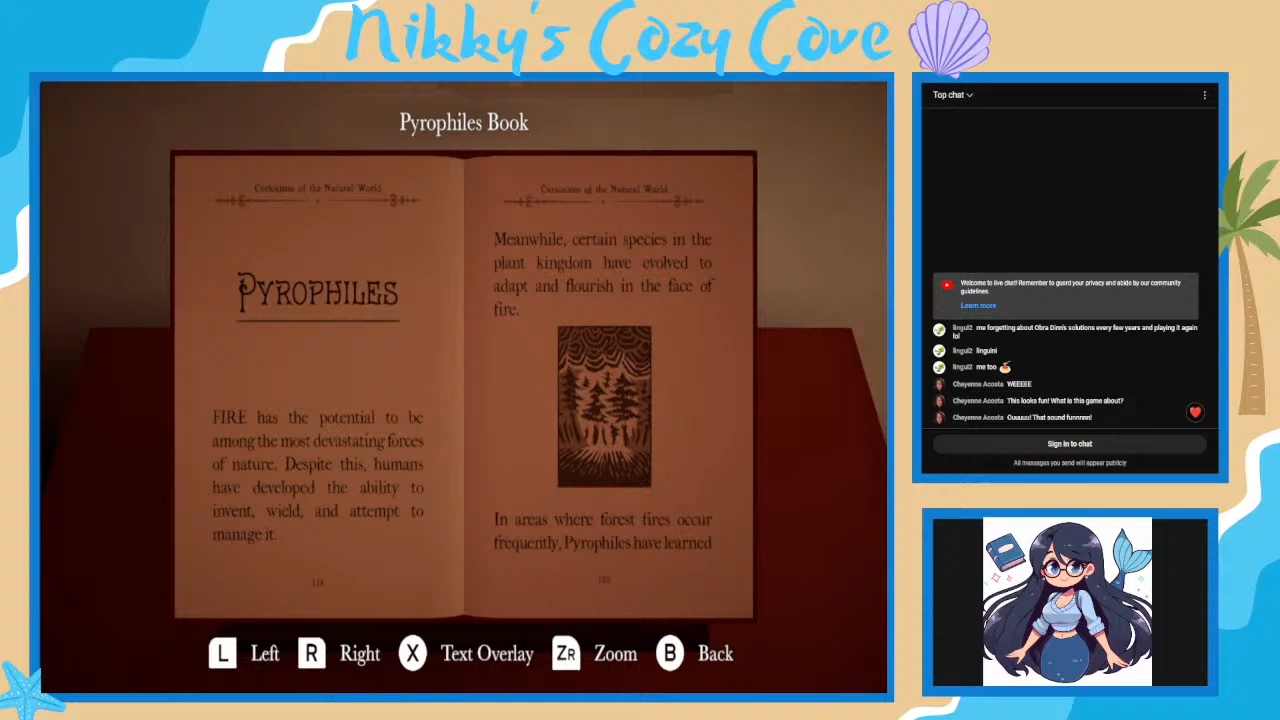 Nikky's Cozy Cove
Pyrophiles Book
Curiosities of the Natural World
PYROPHILES
FIRE has the potential to be
among the most devastating forces
of nature. Despite this, humans
have developed the ability to
invent, wield, and attempt to
manage it.
Curiosities of the Natural World
Meanwhile, certain species in the
plant kingdom have evolved to
adapt and flourish in the face of
fire.
In areas where forest fires occur
frequently, Pyrophiles have learned
L Left R Right X Text Overlay ZR Zoom B Back
Top chat
Welcome to live chat! Remember to guard your privacy and abide by our community
guidelines.
Learn more
lingui2 me forgetting about Obra Dinn's solutions every few years and playing it again
lol
lingui2 linguini
lingui2 me too
Cheyenne Acosta WEEEEE
Cheyenne Acosta This looks fun! What is this game about?
Cheyenne Acosta Ouuuuu! That sound funnnnn!
Sign in to chat
All messages you send will appear publicly